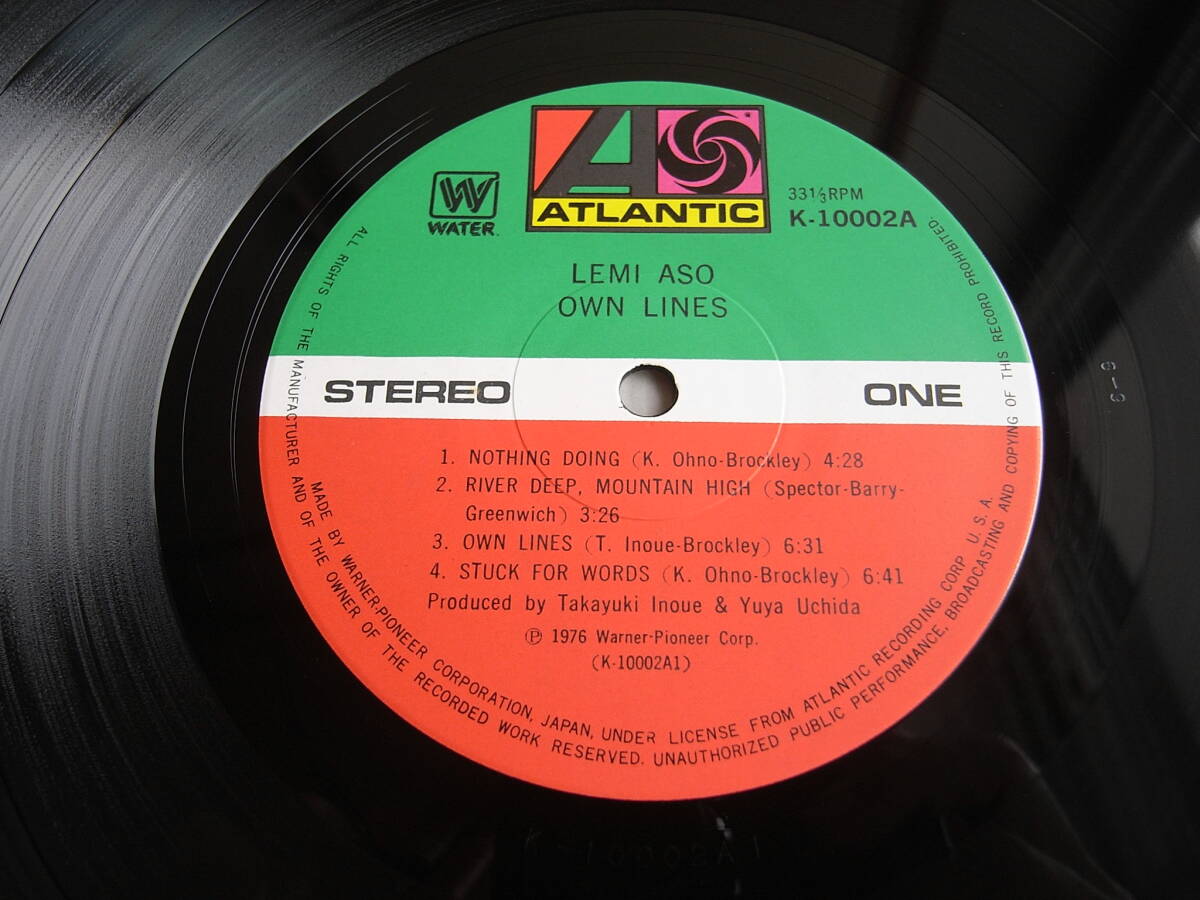 W
WATER.
A
ATLANTIC
33⅓RPM
K-10002A
LEMI ASO
OWN LINES
STEREO
ONE
1. NOTHING DOING (K. Ohno-Brockley) 4:28
2. RIVER DEEP, MOUNTAIN HIGH (Spector-Barry-
Greenwich) 3:26
3. OWN LINES (T. Inoue-Brockley) 6:31
4. STUCK FOR WORDS (K. Ohno-Brockley) 6:41
Produced by Takayuki Inoue & Yuya Uchida
Ⓟ 1976 Warner-Pioneer Corp.
(K-10002A1)
MADE BY WARNER-PIONEER CORPORATION, JAPAN, UNDER LICENSE FROM ATLANTIC RECORDING CORP. U.S.A.
ALL RIGHTS OF THE MANUFACTURER AND OF THE OWNER OF THE RECORDED WORK RESERVED. UNAUTHORIZED PUBLIC PERFORMANCE, BROADCASTING AND COPYING OF THIS RECORD PROHIBITED.
K-10002A1